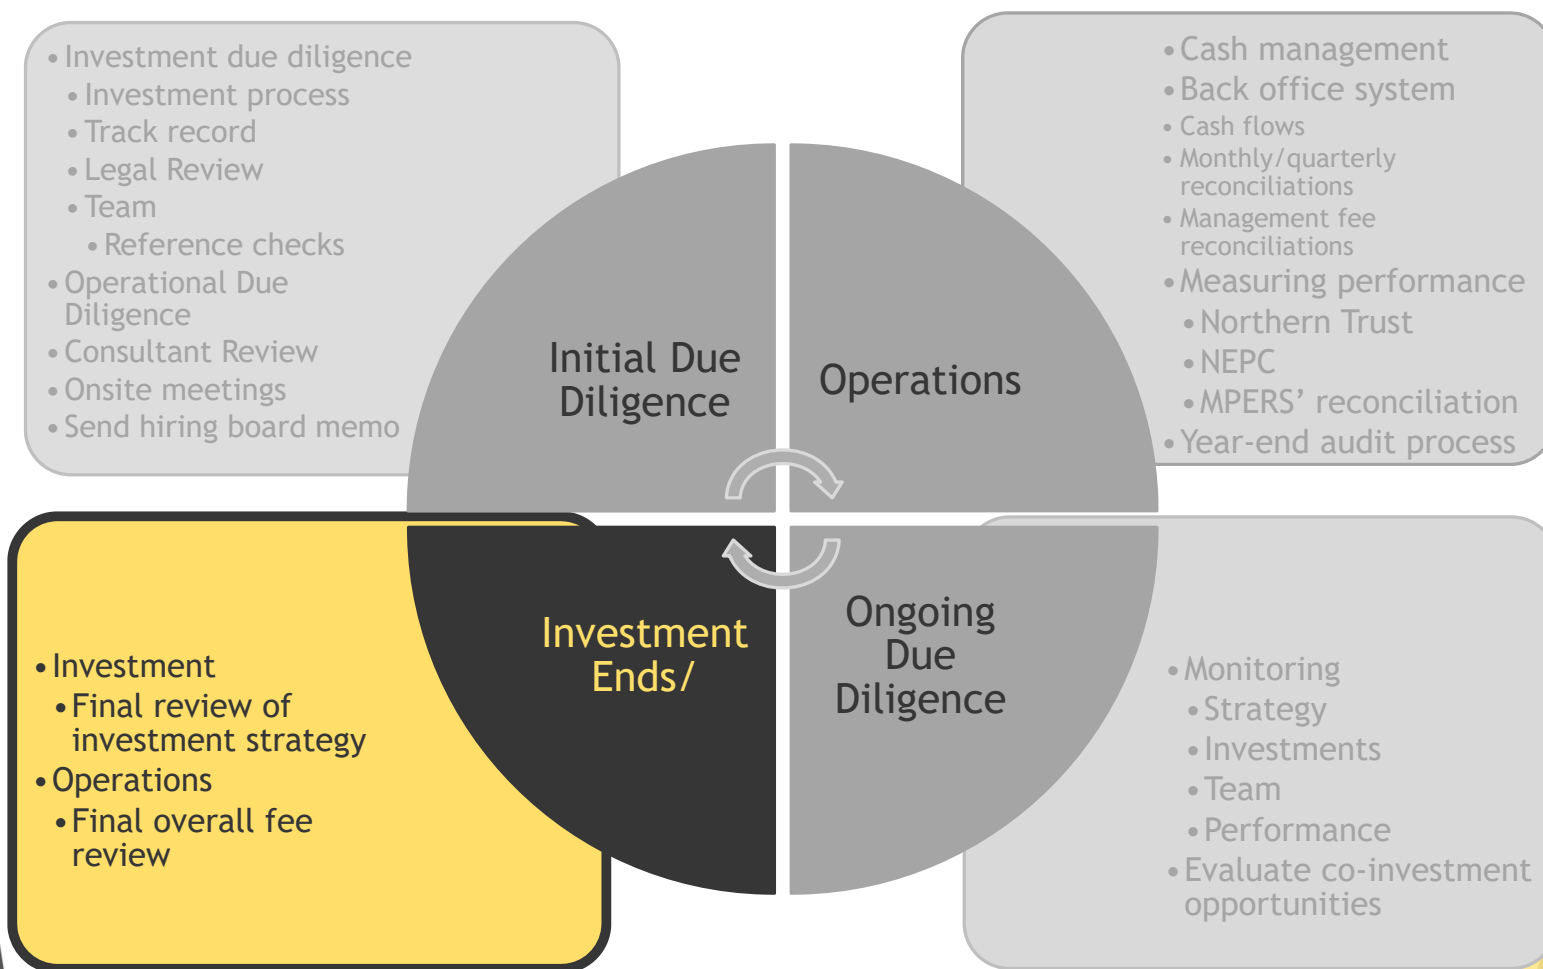 • Investment due diligence
• Investment process
• Track record
• Legal Review
• Team
• Reference checks
• Operational Due
Diligence
• Consultant Review
• Onsite meetings
• Send hiring board memo
Initial Due
Diligence
Operations
• Cash management
• Back office system
• Cash flows
• Monthly/quarterly
reconciliations
• Management fee
reconciliations
• Measuring performance
• Northern Trust
• NEPC
• MPERS’ reconciliation
• Year-end audit process
• Investment
• Final review of
investment strategy
• Operations
• Final overall fee
review
Investment
Ends/
Ongoing
Due
Diligence
• Monitoring
• Strategy
• Investments
• Team
• Performance
• Evaluate co-investment
opportunities